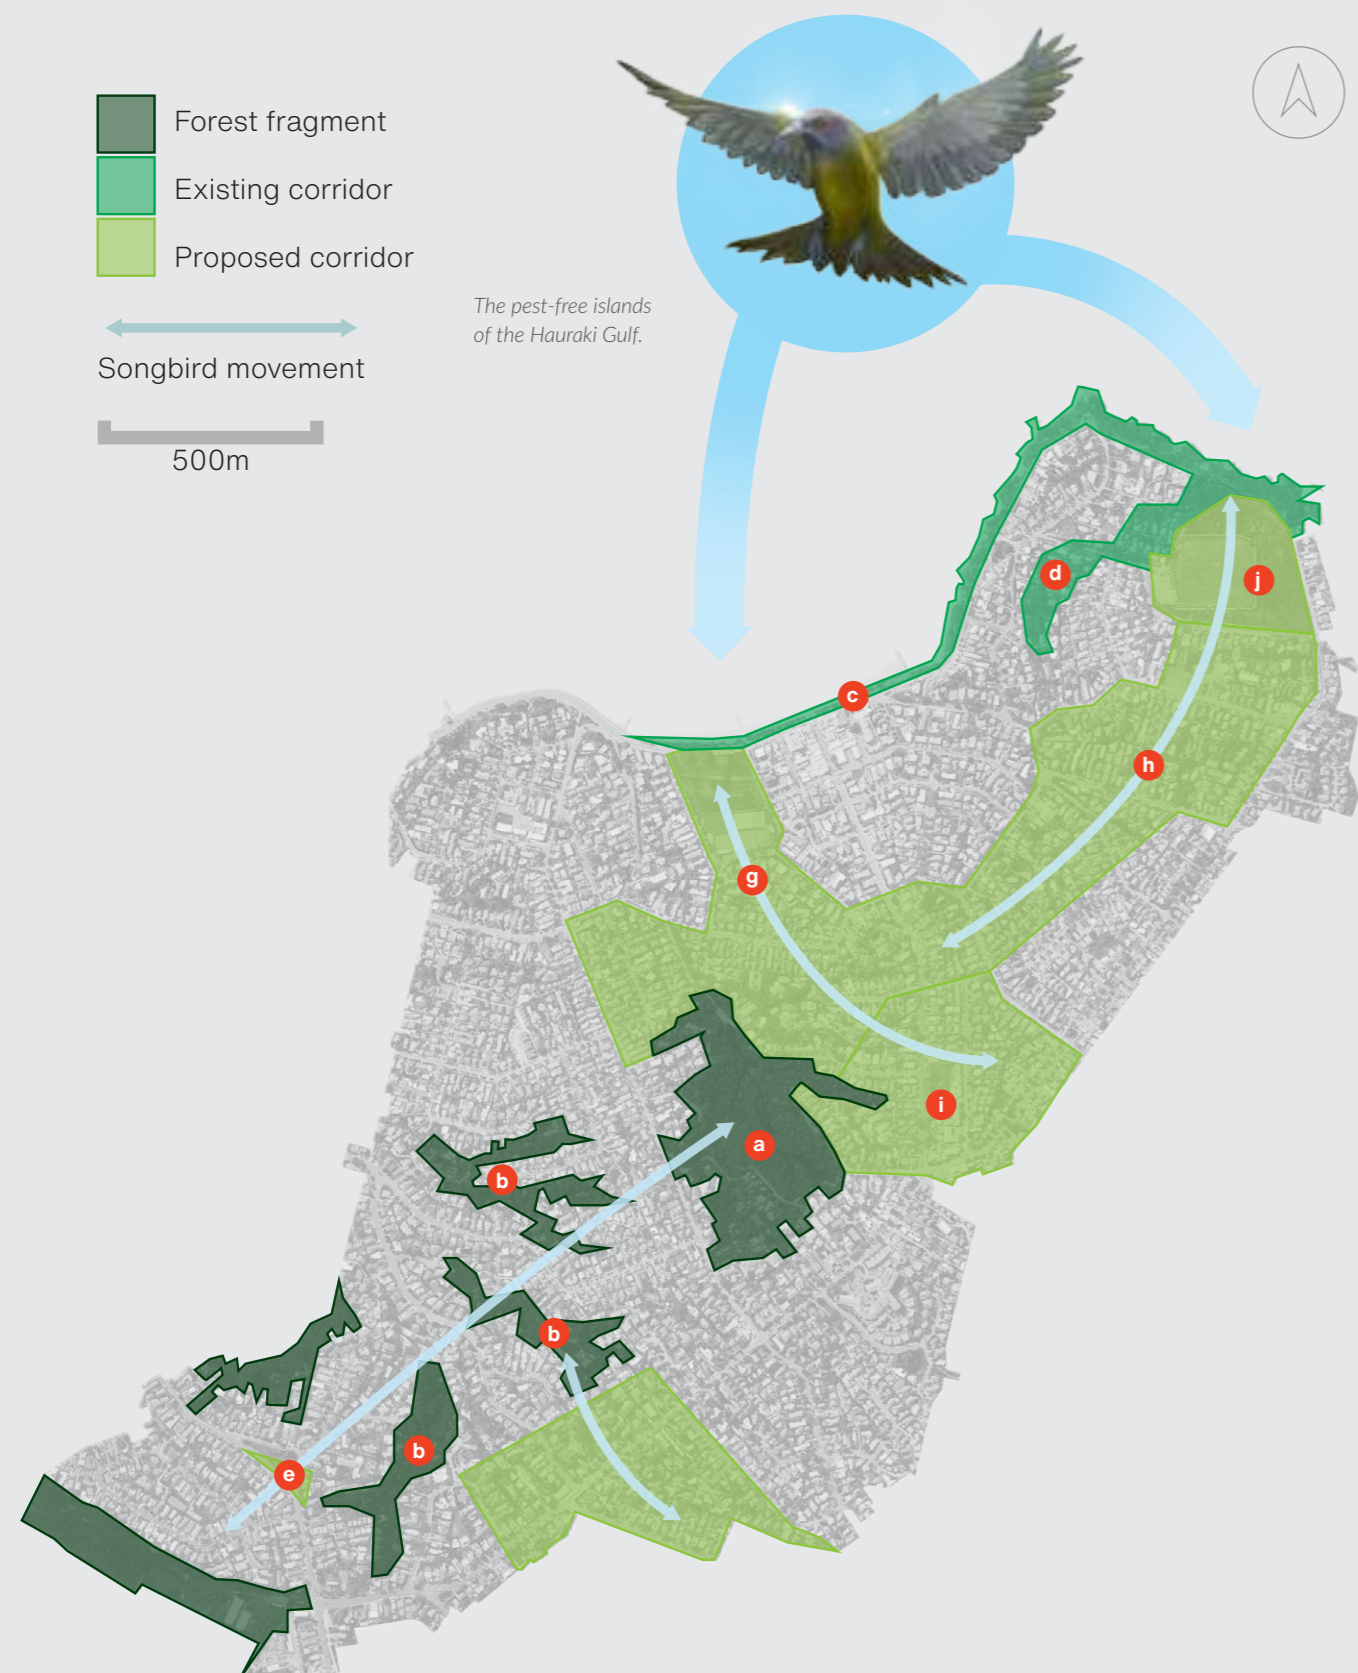 Forest fragment
Existing corridor
Proposed corridor
Songbird movement
500m
The pest-free islands
of the Hauraki Gulf.
d
j
c
h
g
i
a
b
b
b
e